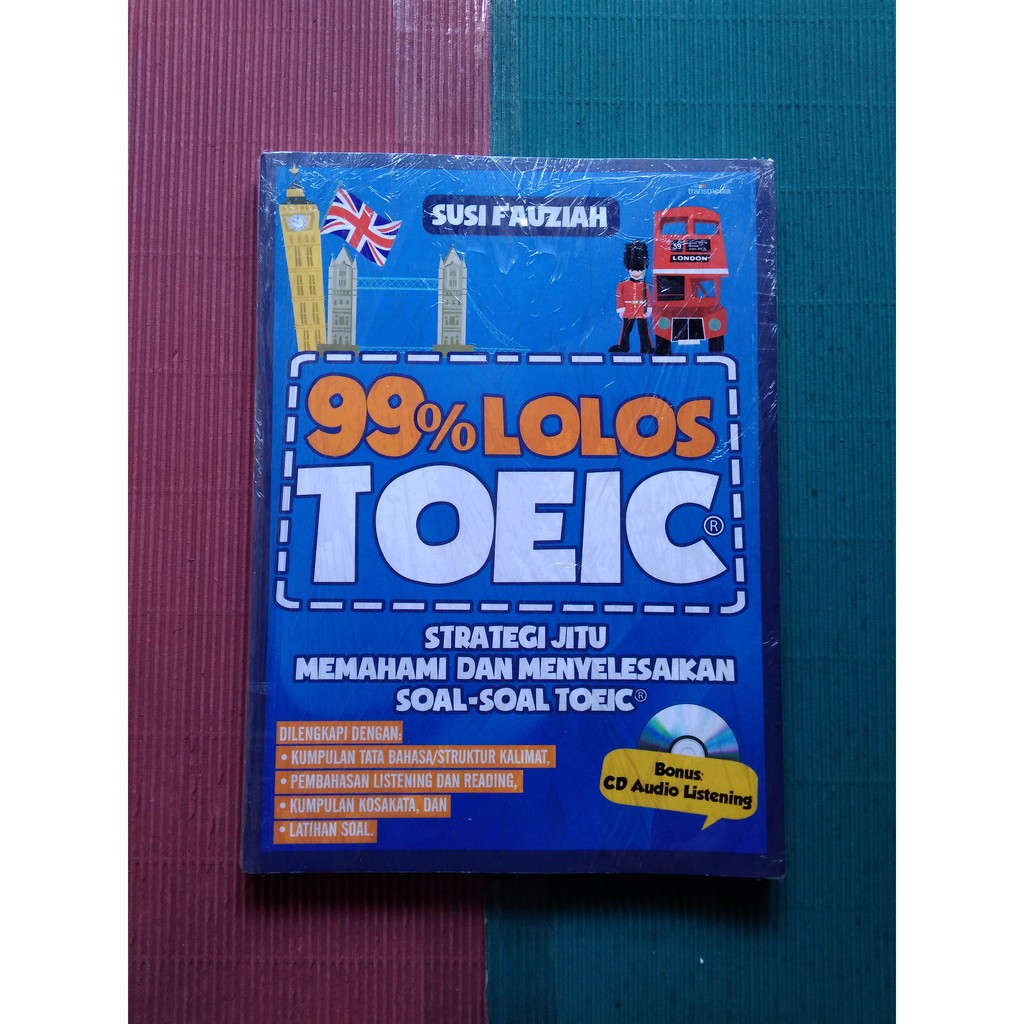 transmedia
SUSI FAUZIAH
39
LONDON
99% LOLOS
TOEIC®
STRATEGI JITU
MEMAHAMI DAN MENYELESAIKAN
SOAL-SOAL TOEIC®
DILENGKAPI DENGAN:
• KUMPULAN TATA BAHASA/STRUKTUR KALIMAT,
• PEMBAHASAN LISTENING DAN READING,
• KUMPULAN KOSAKATA, DAN
• LATIHAN SOAL.
Bonus:
CD Audio Listening